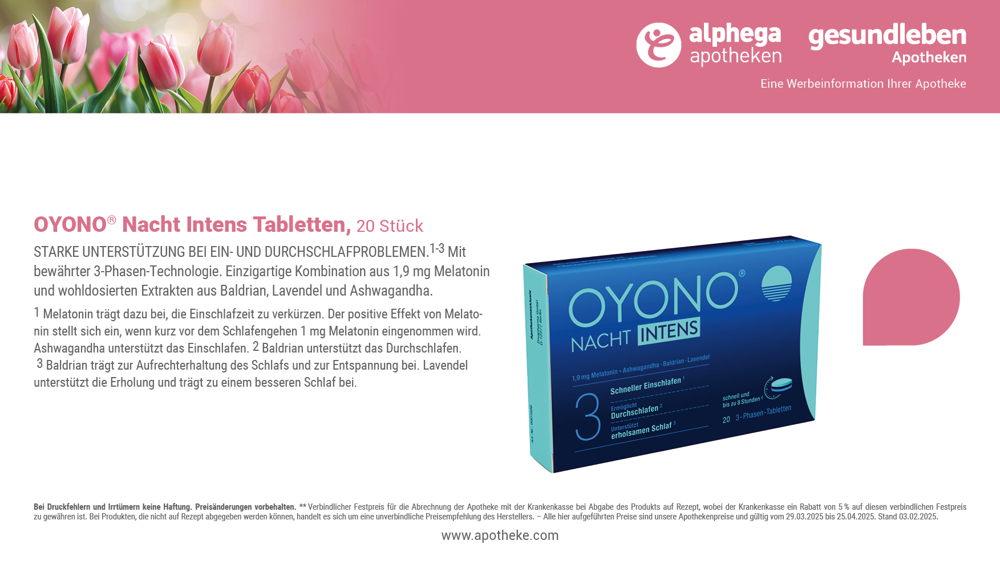 alphega
apotheken
gesundleben
Apotheken
Eine Werbeinformation Ihrer Apotheke
OYONO® Nacht Intens Tabletten, 20 Stück
STARKE UNTERSTÜTZUNG BEI EIN- UND DURCHSCHLAFPROBLEMEN.1-3 Mit
bewährter 3-Phasen-Technologie. Einzigartige Kombination aus 1,9 mg Melatonin
und wohldosierten Extrakten aus Baldrian, Lavendel und Ashwagandha.
1 Melatonin trägt dazu bei, die Einschlafzeit zu verkürzen. Der positive Effekt von Melato-
nin stellt sich ein, wenn kurz vor dem Schlafengehen 1 mg Melatonin eingenommen wird.
Ashwagandha unterstützt das Einschlafen. 2 Baldrian unterstützt das Durchschlafen.
3 Baldrian trägt zur Aufrechterhaltung des Schlafs und zur Entspannung bei. Lavendel
unterstützt die Erholung und trägt zu einem besseren Schlaf bei.
Apothekenexklusiv
OYONO®
NACHT INTENS
1,9 mg Melatonin + Ashwagandha · Baldrian · Lavendel
3
Schneller Einschlafen 1
Ermöglicht
Durchschlafen 2
Unterstützt
erholsamen Schlaf 3
schnell und
bis zu 8 Stunden 4
20 3-Phasen-Tabletten
Bei Druckfehlern und Irrtümern keine Haftung. Preisänderungen vorbehalten. ** Verbindlicher Festpreis für die Abrechnung der Apotheke mit der Krankenkasse bei Abgabe des Produkts auf Rezept, wobei der Krankenkasse ein Rabatt von 5 % auf diesen verbindlichen Festpreis
zu gewähren ist. Bei Produkten, die nicht auf Rezept abgegeben werden können, handelt es sich um eine unverbindliche Preisempfehlung des Herstellers. – Alle hier aufgeführten Preise sind unsere Apothekenpreise und gültig vom 29.03.2025 bis 25.04.2025. Stand 03.02.2025.
www.apotheke.com